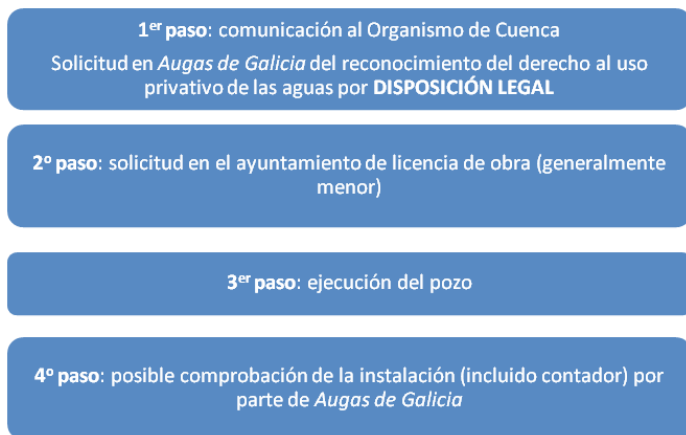 1er paso: comunicación al Organismo de Cuenca
Solicitud en Augas de Galicia del reconocimiento del derecho al uso
privativo de las aguas por DISPOSICIÓN LEGAL
2º paso: solicitud en el ayuntamiento de licencia de obra (generalmente
menor)
3er paso: ejecución del pozo
4º paso: posible comprobación de la instalación (incluido contador) por
parte de Augas de Galicia